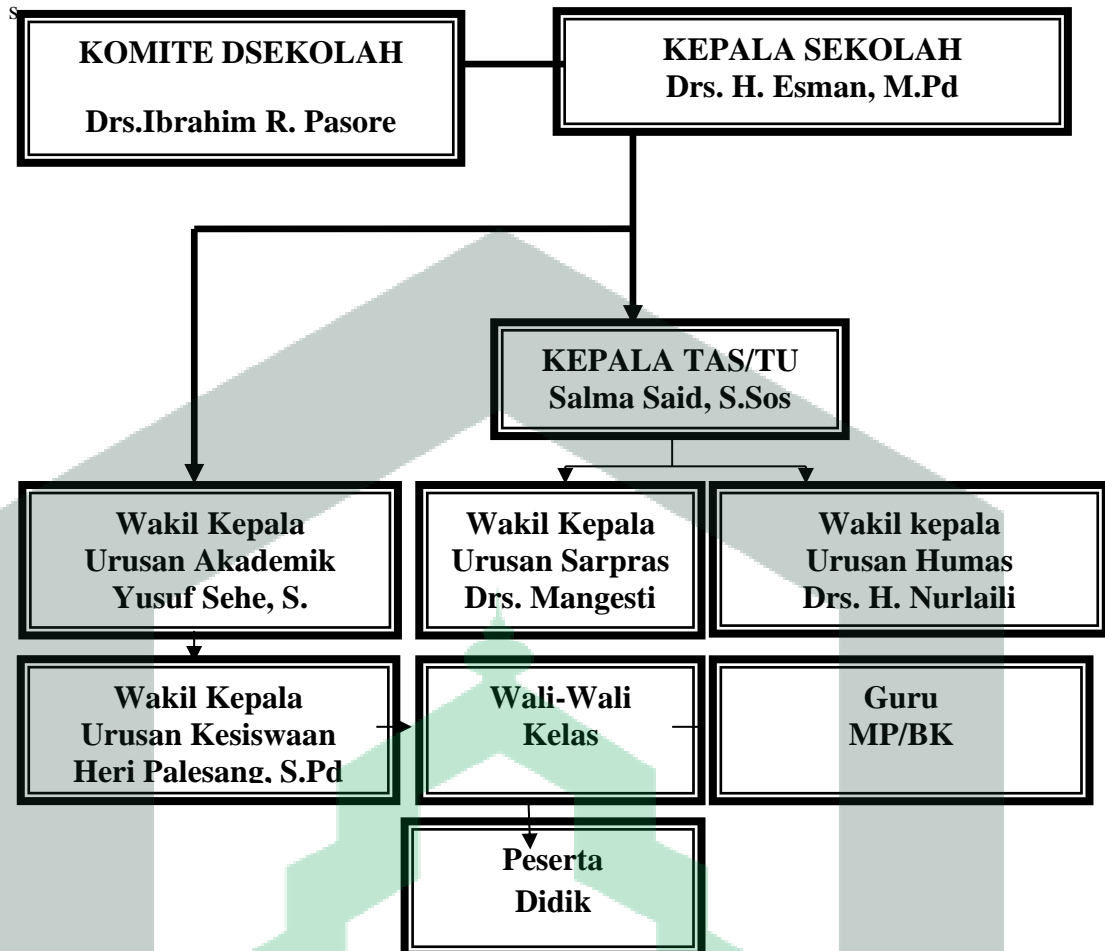 s
KOMITE DSEKOLAH
Drs.Ibrahim R. Pasore
KEPALA SEKOLAH
Drs. H. Esman, M.Pd
KEPALA TAS/TU
Salma Said, S.Sos
Wakil Kepala
Urusan Akademik
Yusuf Sehe, S.
Wakil Kepala
Urusan Sarpras
Drs. Mangesti
Wakil kepala
Urusan Humas
Drs. H. Nurlaili
Wakil Kepala
Urusan Kesiswaan
Heri Palesang, S.Pd
Wali-Wali
Kelas
Guru
MP/BK
Peserta
Didik